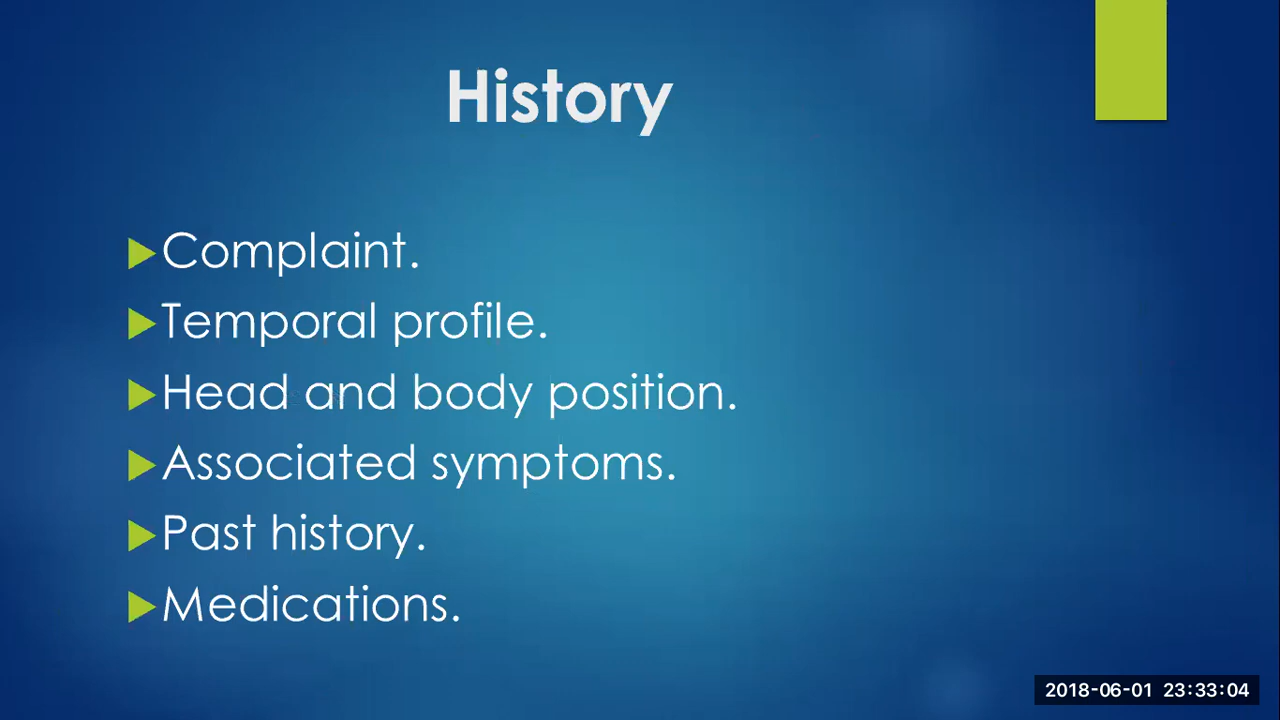 History
Complaint.
Temporal profile.
Head and body position.
Associated symptoms.
Past history.
Medications.
2018-06-01 23:33:04